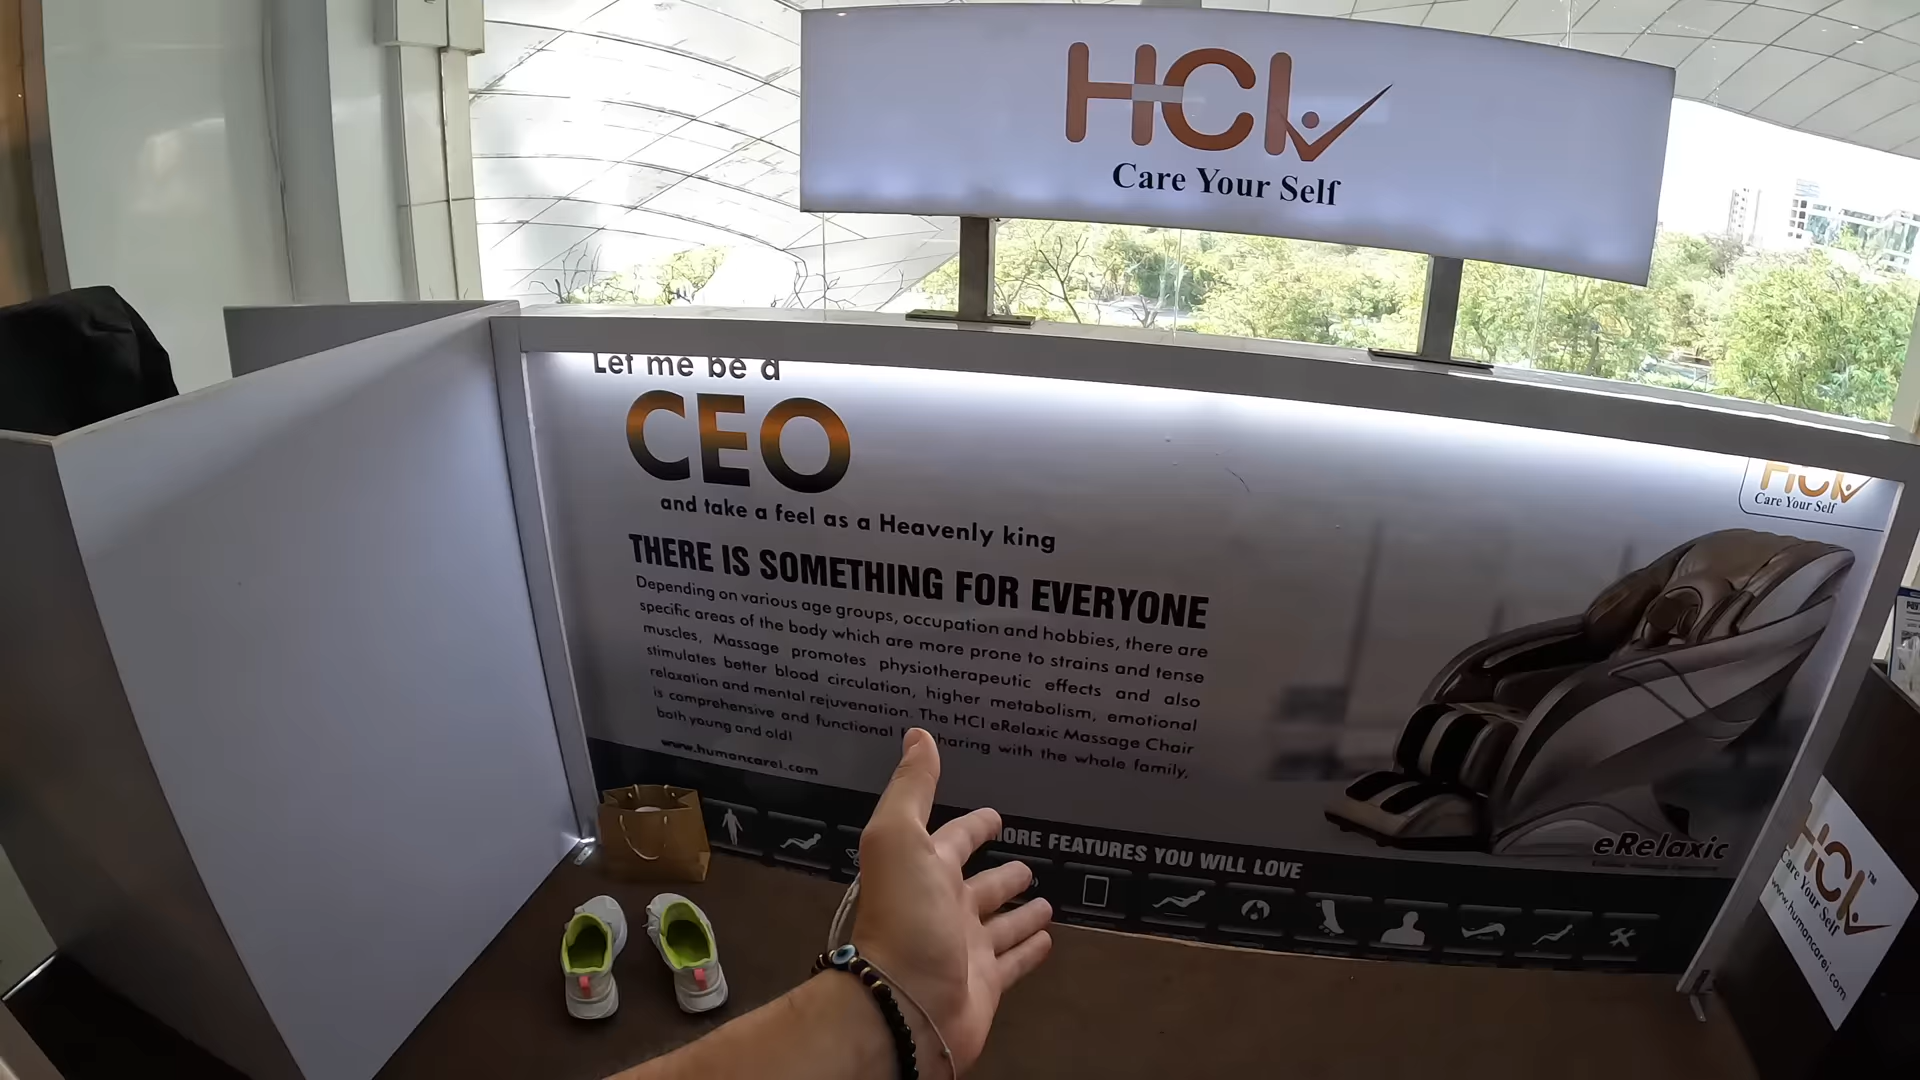 HCI
Care Your Self
Let me be a
CEO
and take a feel as a Heavenly king
THERE IS SOMETHING FOR EVERYONE
Depending on various age groups, occupation and hobbies, there are
specific areas of the body which are more prone to strains and tense
muscles, Massage promotes physiotherapeutic effects and also
stimulates better blood circulation, higher metabolism, emotional
relaxation and mental rejuvenation. The HCI eRelaxic Massage Chair
is comprehensive and functional haring with the whole family,
both young and old!
www.humancarei.com
HCI
Care Your Self
eRelaxic
MORE FEATURES YOU WILL LOVE
HCI™
Care Your Self
www.humancarei.com